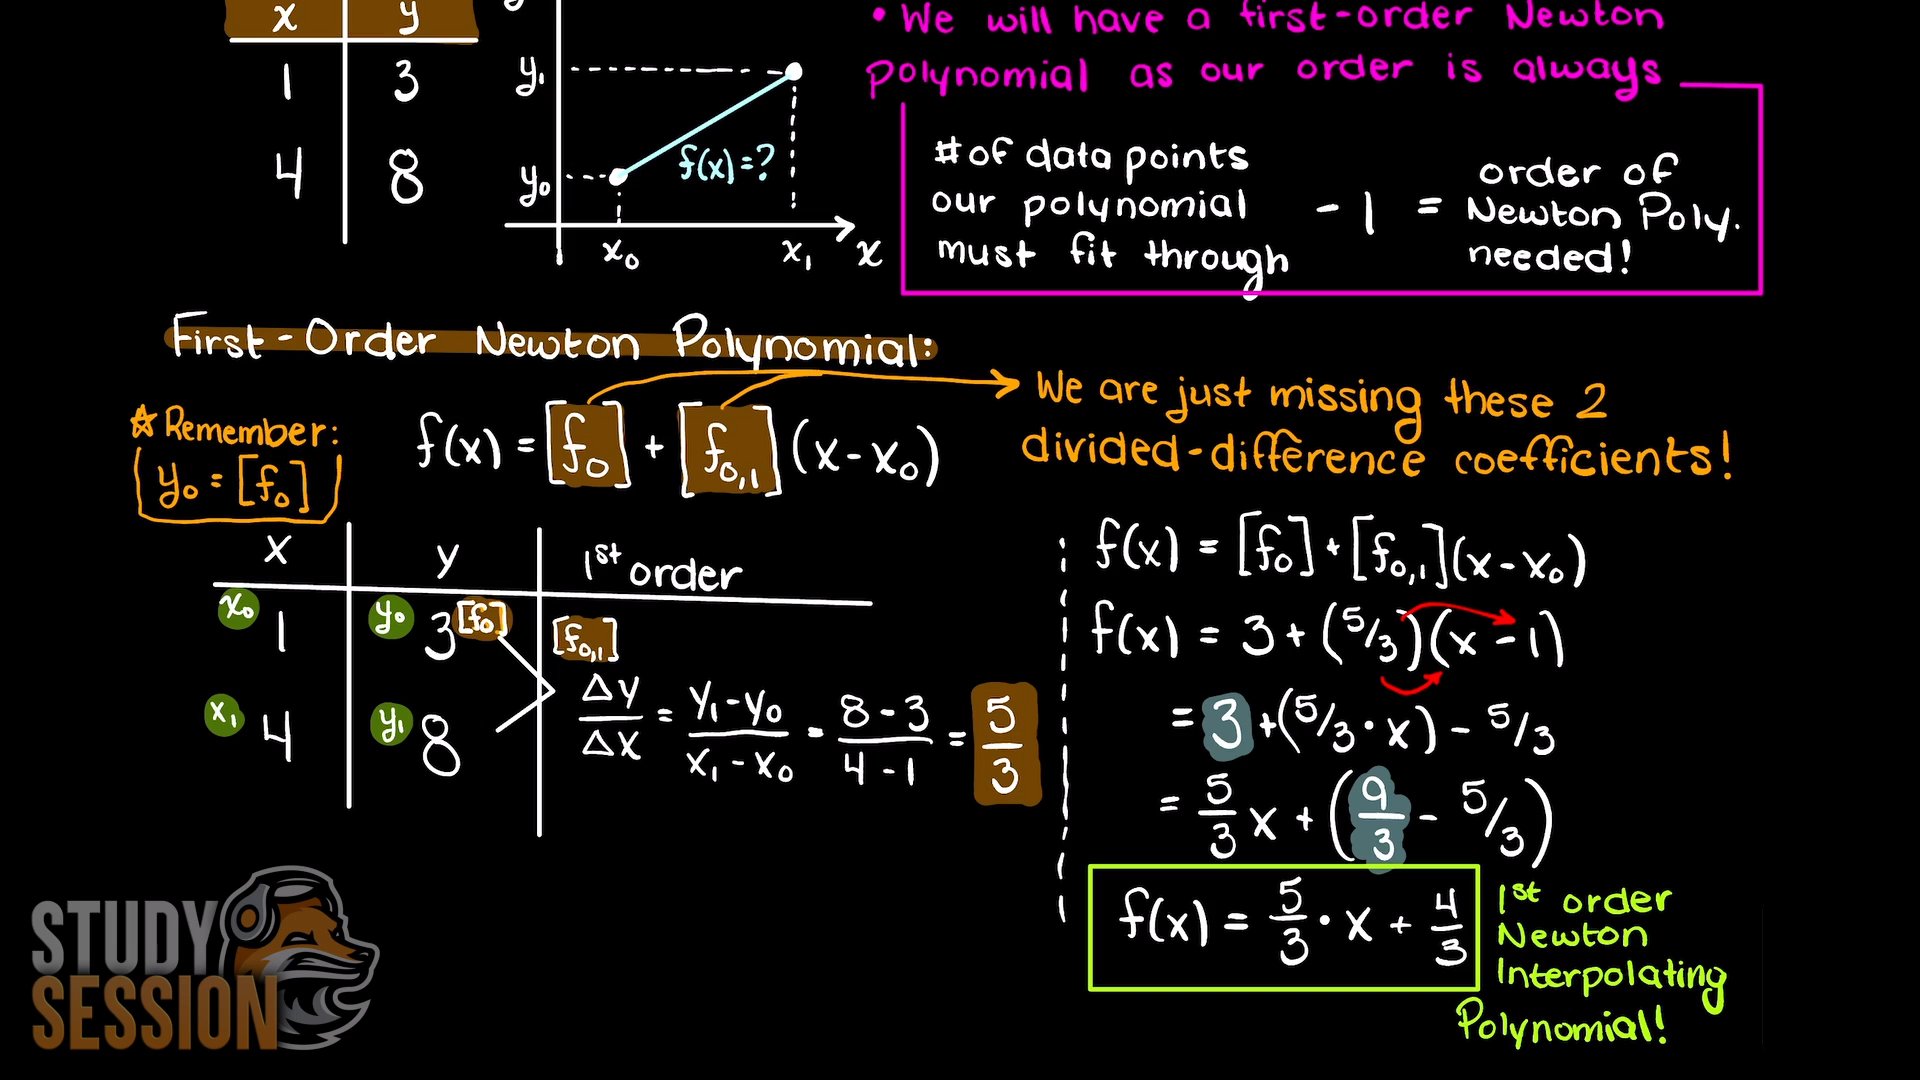 x y
1 3
4 8
y₁
y₀
f(x)=?
x₀ x₁ x
• We will have a first-order Newton
polynomial as our order is always
# of data points
our polynomial
must fit through
- 1 =
order of
Newton Poly.
needed!
First-Order Newton Polynomial:
☆ Remember:
y₀ = [f₀]
f(x) = [f₀] + [f₀,₁] (x-x₀)
We are just missing these 2
divided-difference coefficients!
x y 1st order
x₀ 1 y₀ 3 [f₀] [f₀,₁]
x₁ 4 y₁ 8
Δy/Δx = y₁-y₀/x₁-x₀ = 8-3/4-1 = 5/3
f(x) = [f₀] + [f₀,₁](x-x₀)
f(x) = 3 + (5/3)(x-1)
= 3 + (5/3 • x) - 5/3
= 5/3 x + (9/3 - 5/3)
f(x) = 5/3 • x + 4/3
1st order
Newton
Interpolating
Polynomial!
STUDY
SESSION